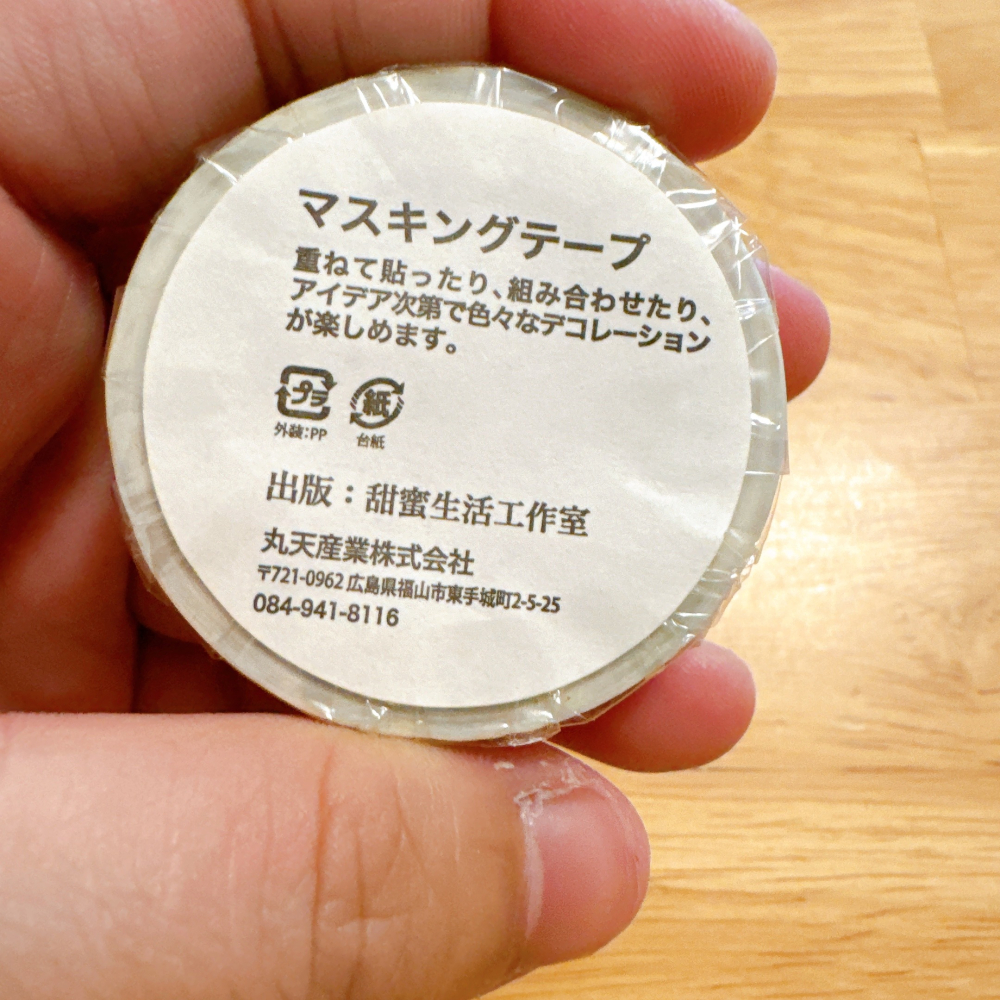 マスキングテープ
重ねて貼ったり、組み合わせたり、
アイデア次第で色々なデコレーション
が楽しめます。
プラ 紙
外装:PP 台紙
出版：甜蜜生活工作室
丸天産業株式会社
〒721-0962 広島県福山市東手城町2-5-25
084-941-8116